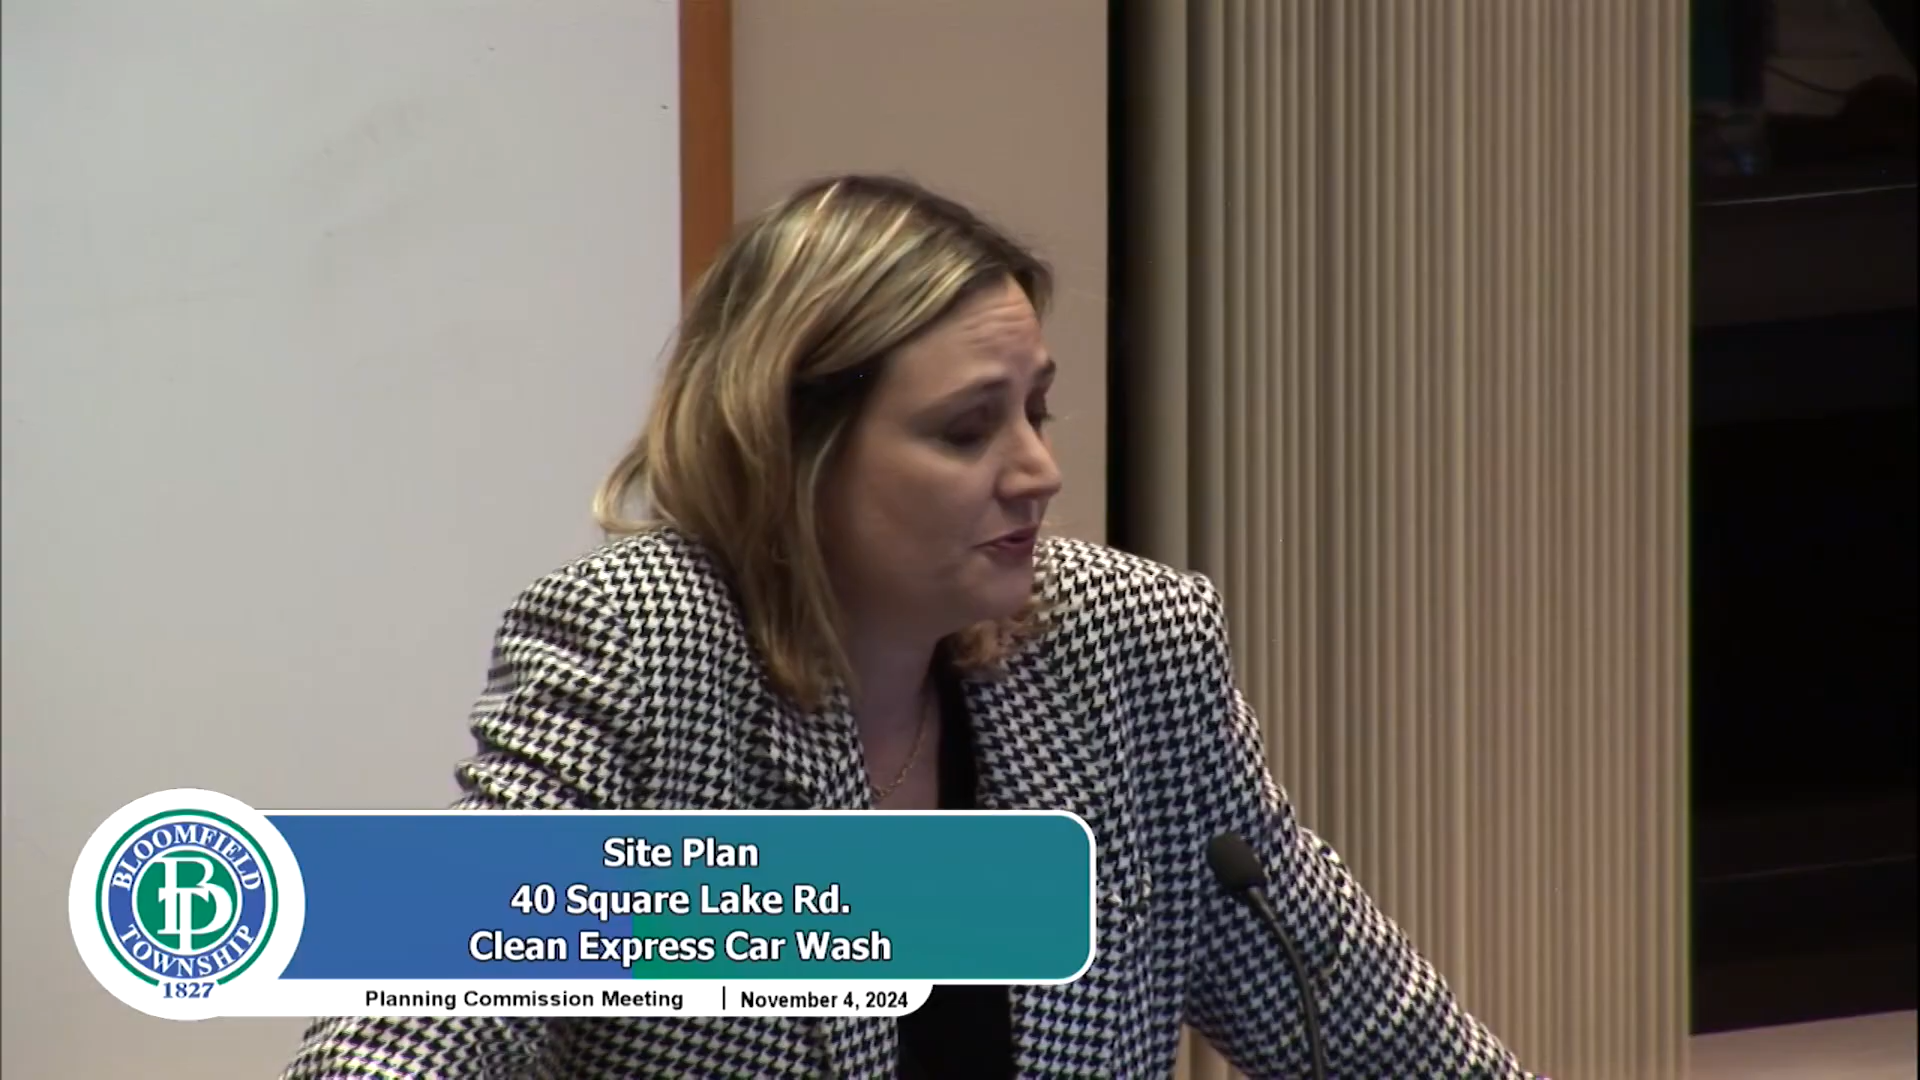 Site Plan
40 Square Lake Rd.
Clean Express Car Wash
BLOOMFIELD
BT
TOWNSHIP
1827
Planning Commission Meeting | November 4, 2024